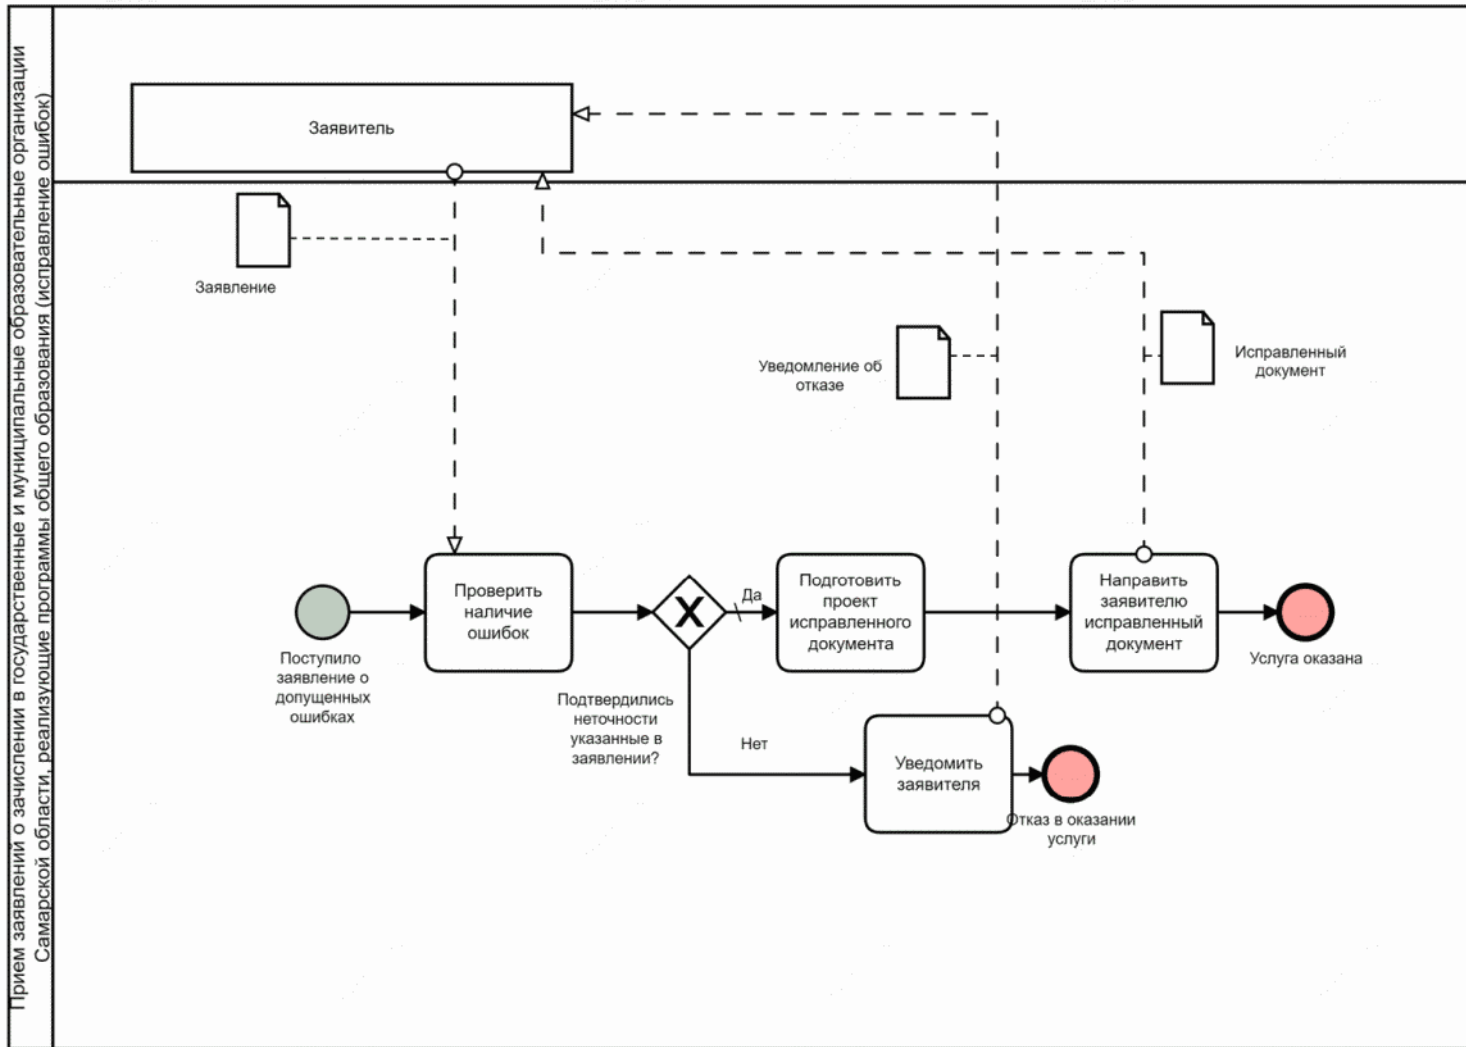 Прием заявлений о зачислении в государственные и муниципальные образовательные организации
Самарской области, реализующие программы общего образования (исправление ошибок)
Заявитель
Заявление
Уведомление об
отказе
Исправленный
документ
Поступило
заявление о
допущенных
ошибках
Проверить
наличие
ошибок
Подтвердились
неточности
указанные в
заявлении?
Да
Подготовить
проект
исправленного
документа
Направить
заявителю
исправленный
документ
Услуга оказана
Нет
Уведомить
заявителя
Отказ в оказании
услуги